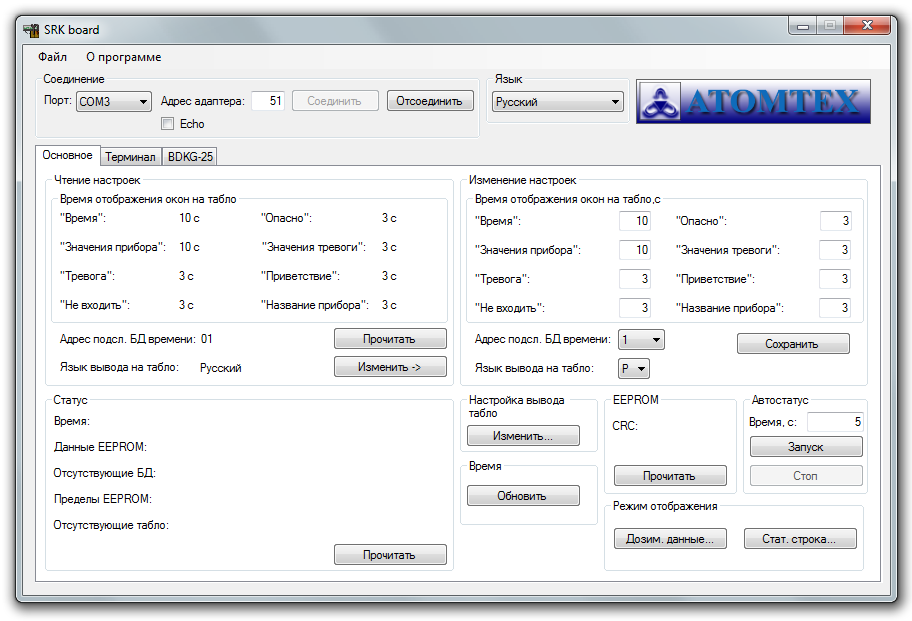 SRK board
Файл О программе
Соединение
Порт: COM3 Адрес адаптера: 51 Соединить Отсоединить
Echo
Язык
Русский
ATOMTEX
Основное Терминал BDKG-25
Чтение настроек
Время отображения окон на табло
"Время": 10 с "Опасно": 3 с
"Значения прибора": 10 с "Значения тревоги": 3 с
"Тревога": 3 с "Приветствие": 3 с
"Не входить": 3 с "Название прибора": 3 с
Адрес подсл. БД времени: 01 Прочитать
Язык вывода на табло: Русский Изменить ->
Изменение настроек
Время отображения окон на табло,с
"Время": 10 "Опасно": 3
"Значения прибора": 10 "Значения тревоги": 3
"Тревога": 3 "Приветствие": 3
"Не входить": 3 "Название прибора": 3
Адрес подсл. БД времени: 1 Сохранить
Язык вывода на табло: Р
Статус
Время:
Данные EEPROM:
Отсутствующие БД:
Пределы EEPROM:
Отсутствующие табло:
Прочитать
Настройка вывода
табло
Изменить...
Время
Обновить
EEPROM
CRC:
Прочитать
Автостатус
Время, с: 5
Запуск
Стоп
Режим отображения
Дозим. данные... Стат. строка...